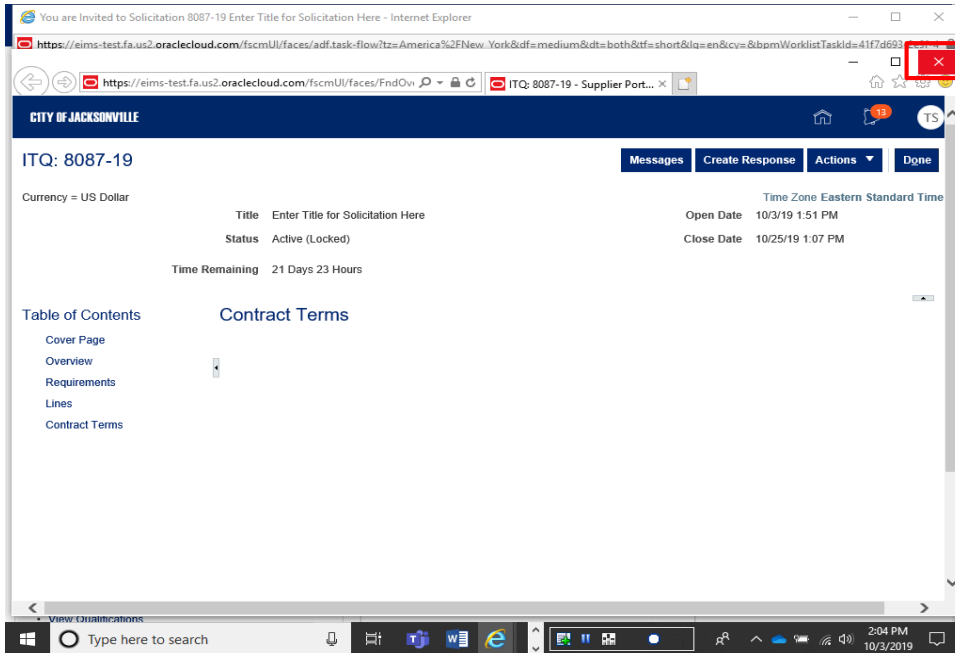 You are Invited to Solicitation 8087-19 Enter Title for Solicitation Here - Internet Explorer
https://eims-test.fa.us2.oraclecloud.com/fscmUI/faces/adf.task-flow?tz=America%2FNew_York&df=medium&dt=both&tf=short&lg=en&cy=&bpmWorklistTaskId=41f7d693
https://eims-test.fa.us2.oraclecloud.com/fscmUI/faces/FndOv
ITQ: 8087-19 - Supplier Port...
CITY OF JACKSONVILLE
13
TS
ITQ: 8087-19
Messages
Create Response
Actions
Done
Currency = US Dollar
Time Zone Eastern Standard Time
Title Enter Title for Solicitation Here
Open Date 10/3/19 1:51 PM
Status Active (Locked)
Close Date 10/25/19 1:07 PM
Time Remaining 21 Days 23 Hours
Table of Contents
Contract Terms
Cover Page
Overview
Requirements
Lines
Contract Terms
View Qualifications
Type here to search
2:04 PM
10/3/2019